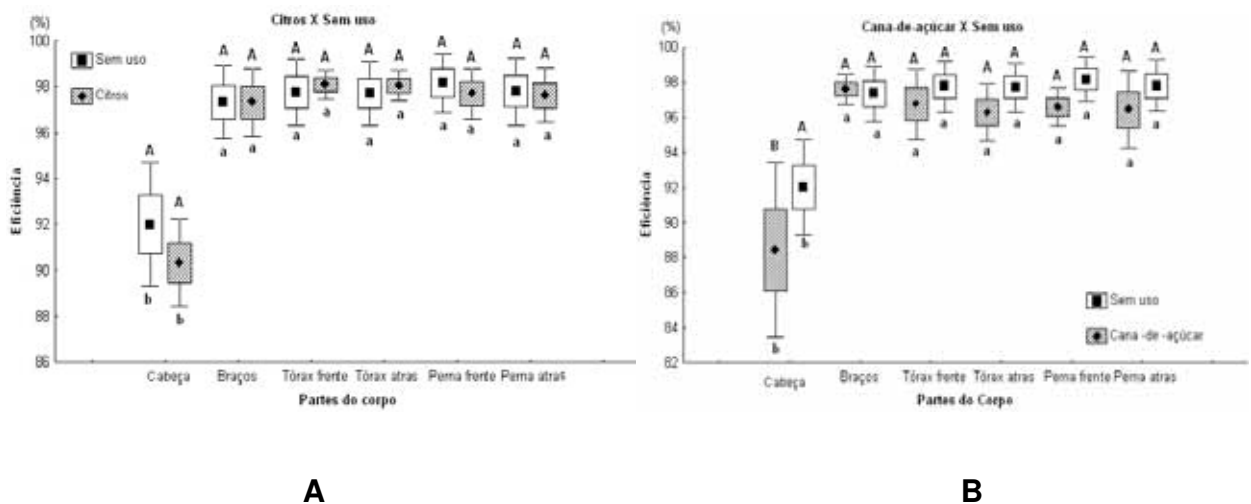 Citros X Sem uso
(%)
100
98
96
94
92
90
88
86
Eficiência
Sem uso
Citros
A A A A A A A A A A A A
b b a a a a a a a a a a
Cabeça Braços Tórax frente Tórax atras Perna frente Perna atras
Partes do corpo
A
Cana-de-açúcar X Sem uso
(%)
100
98
96
94
92
90
88
86
84
82
Eficiência
B A A A A A A A A A A A
b b a a a a a a a a a a
Sem uso
Cana -de -açúcar
Cabeça Braços Tórax frente Tórax atras Perna frente Perna atras
Partes do Corpo
B